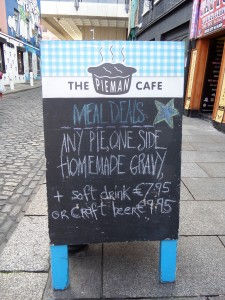 THE PIEMAN CAFE
MEAL DEALS
ANY PIE, ONE SIDE
HOMEMADE GRAVY,
+ soft drink €7.95
or Craft beer €9.95